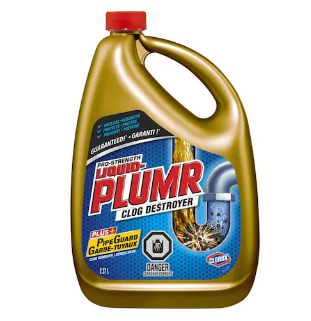 GUARANTEED! • GARANTI! •
PRO-STRENGTH
LIQUID-
PLUMR
CLOG DESTROYER
PLUS+
PIPEGUARD
GARDE-TUYAUX
DANGER
CLOROX
2.21 L